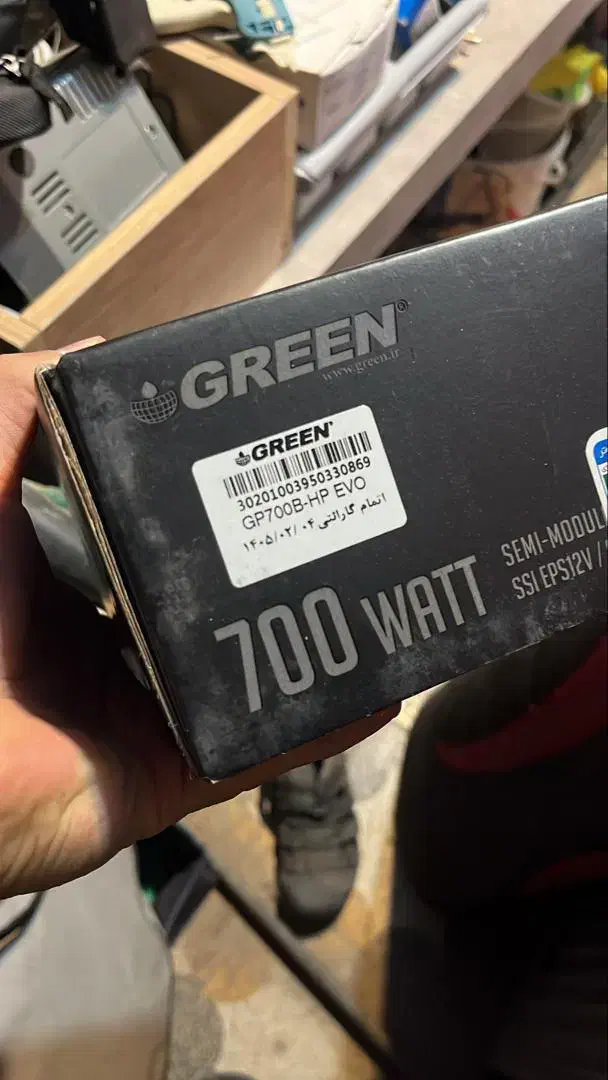 GREEN®
www.green.ir
GREEN
30201003950330869
GP700B-HP EVO
اتمام گارانتی ۱۴۰۵/۰۲/۰۴
700 WATT
SEMI-MODUL
SSI EPS12V /